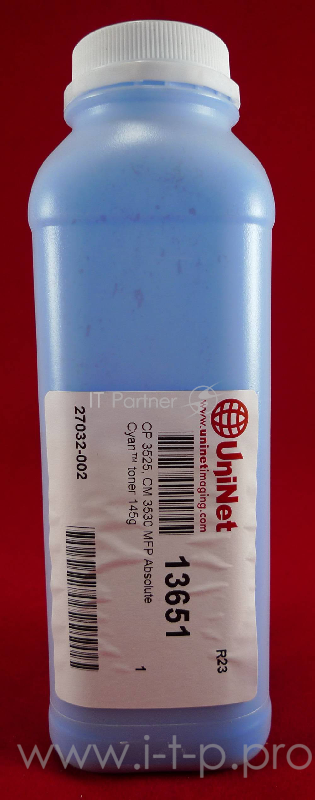 UniNet
www.uninetimaging.com
R23
13651
CP 3525, CM 3530 MFP Absolute
Cyan™ toner 145g
1
27032-002
IT Partner
www.i-t-p.pro